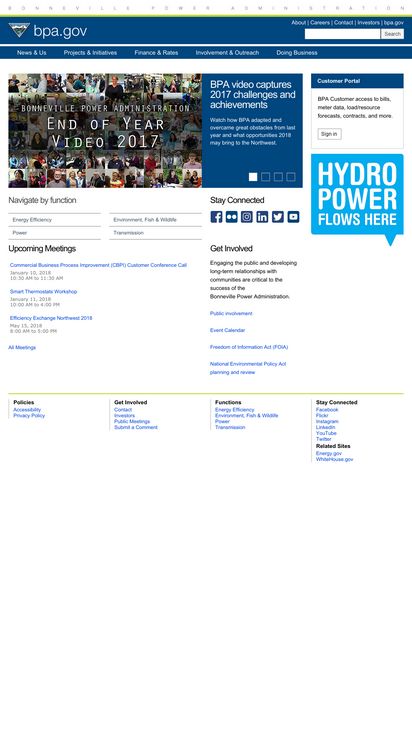 BONNEVILLE POWER ADMINISTRATION
About | Careers | Contact | Investors | bpa.gov
bpa.gov
Search
News & Us
Projects & Initiatives
Finance & Rates
Involvement & Outreach
Doing Business
BONNEVILLE POWER ADMINISTRATION
END OF YEAR
VIDEO 2017
BPA video captures
2017 challenges and
achievements
Watch how BPA adapted and
overcame great obstacles from last
year and what opportunities 2018
may bring to the Northwest.
Customer Portal
BPA Customer access to bills,
meter data, load/resource
forecasts, contracts, and more.
Sign in
HYDRO
POWER
FLOWS HERE
Navigate by function
Energy Efficiency
Environment, Fish & Wildlife
Power
Transmission
Stay Connected
Upcoming Meetings
Commercial Business Process Improvement (CBPI) Customer Conference Call
January 10, 2018
10:30 AM to 11:30 AM
Smart Thermostats Workshop
January 11, 2018
10:00 AM to 4:00 PM
Efficiency Exchange Northwest 2018
May 15, 2018
8:00 AM to 5:00 PM
All Meetings
Get Involved
Engaging the public and developing
long-term relationships with
communities are critical to the
success of the
Bonneville Power Administration.
Public involvement
Event Calendar
Freedom of Information Act (FOIA)
National Environmental Policy Act
planning and review
Policies
Accessibility
Privacy Policy
Get Involved
Contact
Investors
Public Meetings
Submit a Comment
Functions
Energy Efficiency
Environment, Fish & Wildlife
Power
Transmission
Stay Connected
Facebook
Flickr
Instagram
LinkedIn
YouTube
Twitter
Related Sites
Energy.gov
WhiteHouse.gov